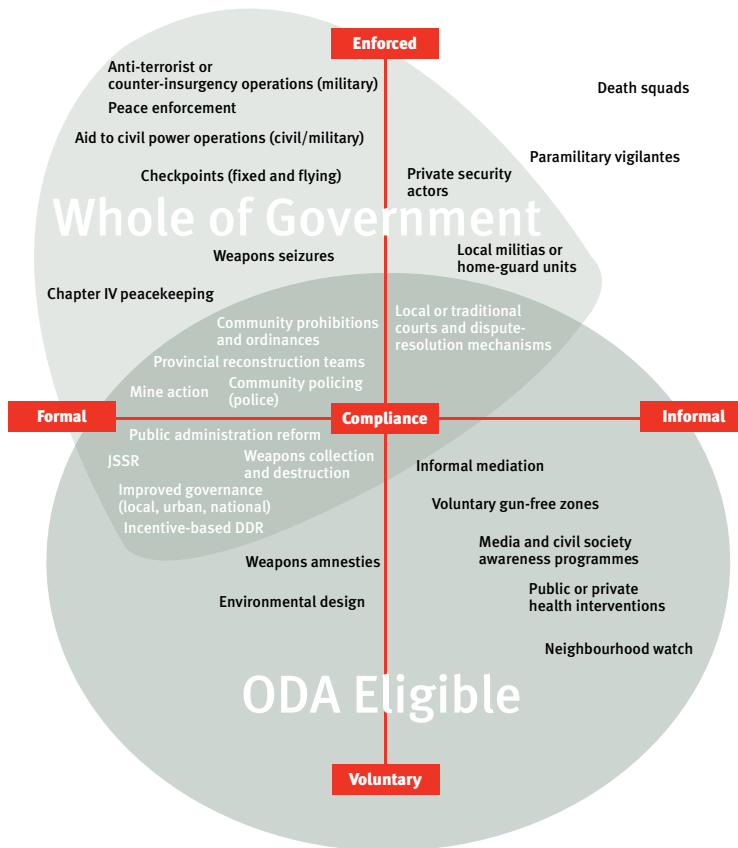 Enforced
Anti-terrorist or
counter-insurgency operations (military)
Death squads
Peace enforcement
Aid to civil power operations (civil/military)
Paramilitary vigilantes
Checkpoints (fixed and flying)
Private security
actors
Whole of Government
Weapons seizures
Local militias or
home-guard units
Chapter IV peacekeeping
Community prohibitions
and ordinances
Local or traditional
courts and dispute-
resolution mechanisms
Provincial reconstruction teams
Mine action
Community policing
(police)
Formal
Compliance
Informal
Public administration reform
JSSR
Weapons collection
and destruction
Informal mediation
Improved governance
(local, urban, national)
Voluntary gun-free zones
Incentive-based DDR
Media and civil society
awareness programmes
Weapons amnesties
Public or private
health interventions
Environmental design
Neighbourhood watch
ODA Eligible
Voluntary